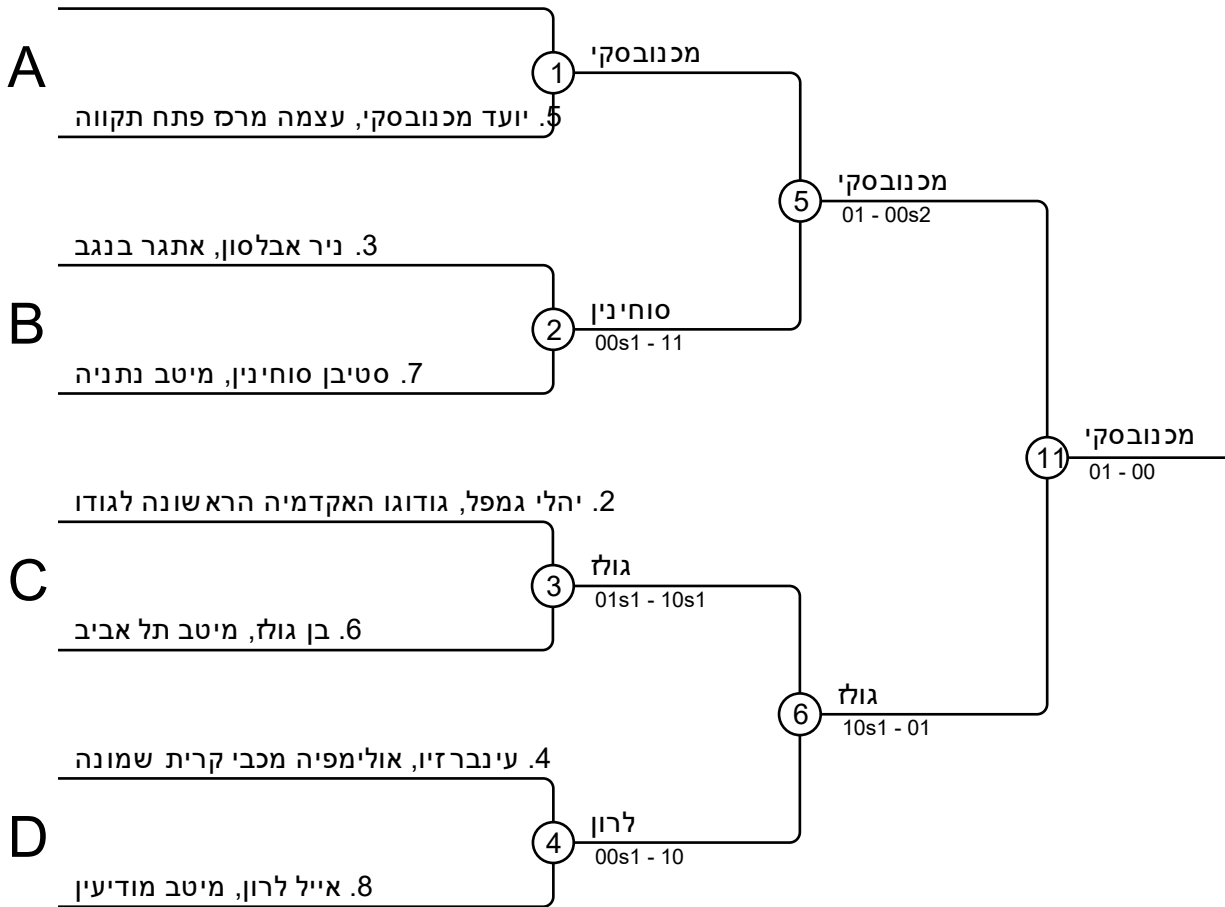 A
1
מכנובסקי
5. יועד מכנובסקי, עצמה מרכז פתח תקווה
5
מכנובסקי
01 - 00s2
3. ניר אבלסון, אתגר בנגב
B
2
סוחינין
00s1 - 11
7. סטיבן סוחינין, מיטב נתניה
11
מכנובסקי
01 - 00
2. יהלי גמפל, גודוגו האקדמיה הראשונה לגודו
C
3
גולד
01s1 - 10s1
6. בן גולד, מיטב תל אביב
6
גולד
10s1 - 01
4. עינבר זיו, אולימפיה מכבי קרית שמונה
D
4
לרון
00s1 - 10
8. אייל לרון, מיטב מודיעין